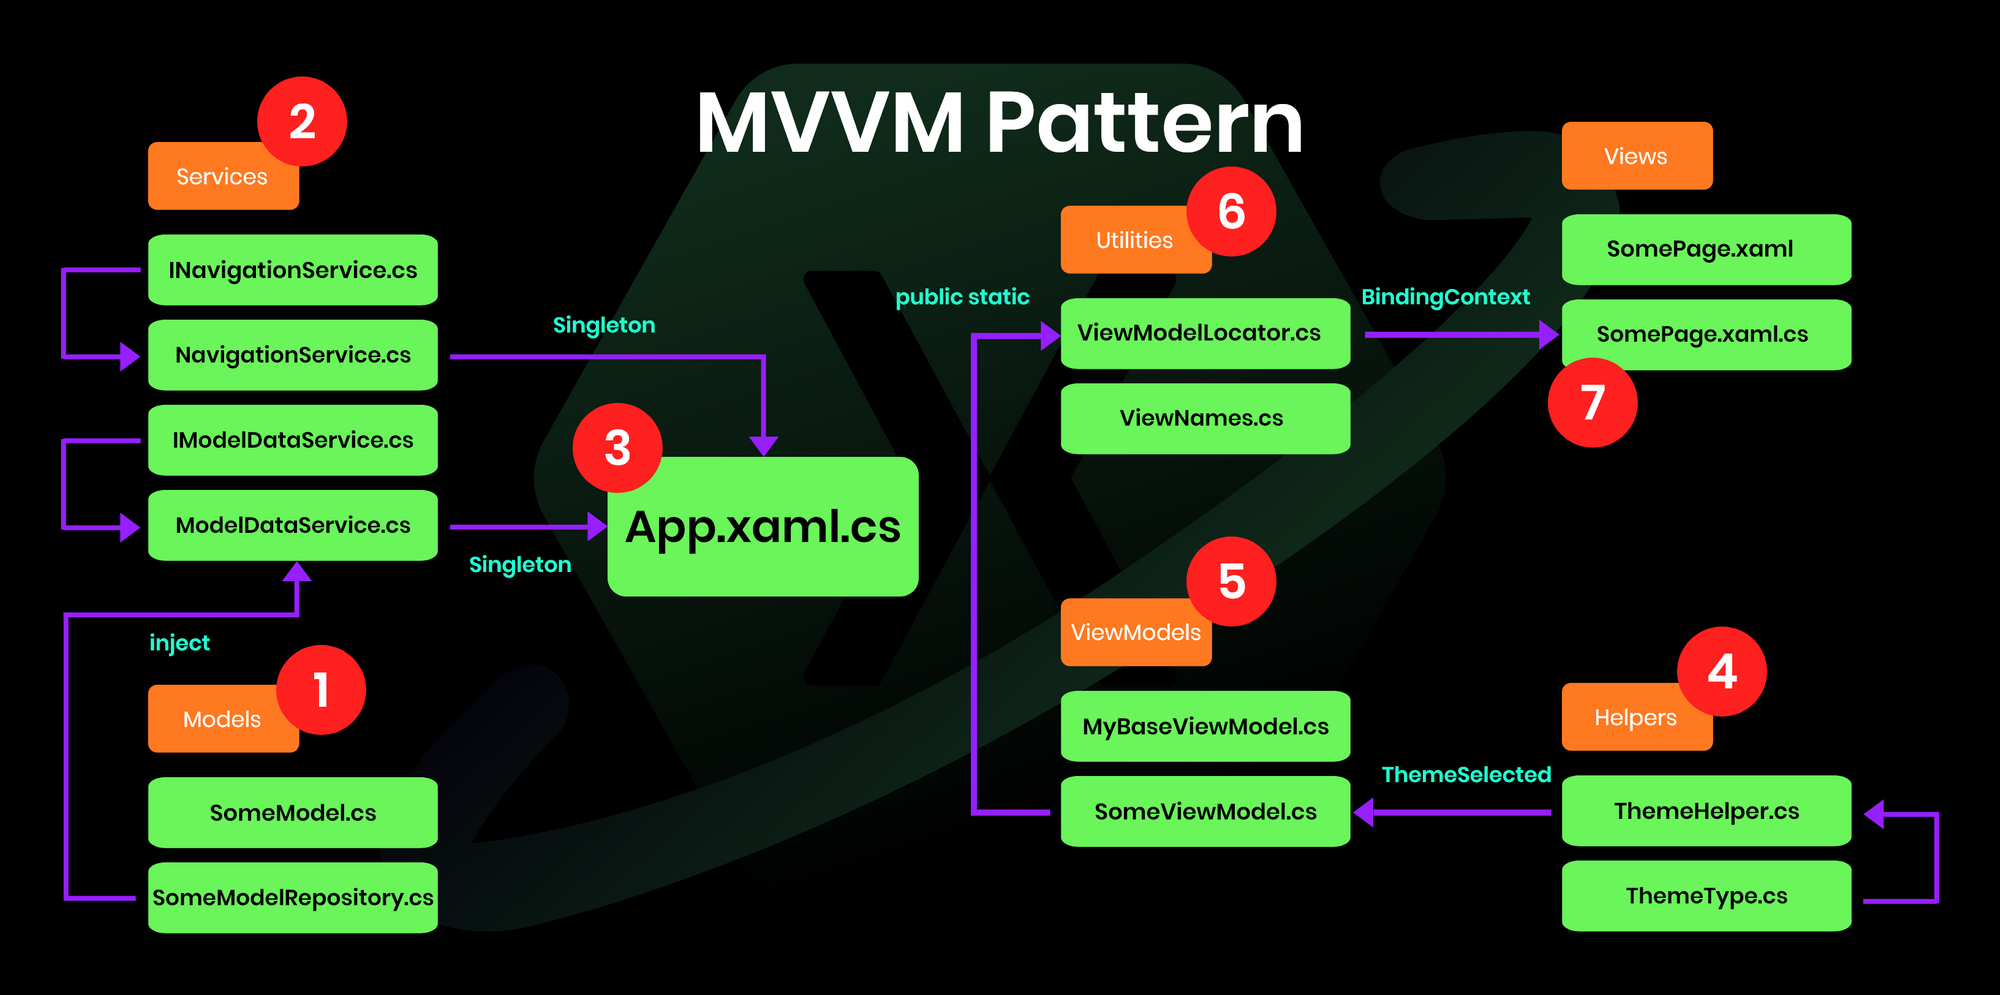 MVVM Pattern
2
Services
INavigationService.cs
NavigationService.cs
IModelDataService.cs
ModelDataService.cs
Singleton
Singleton
inject
1
Models
SomeModel.cs
SomeModelRepository.cs
3
App.xaml.cs
6
Utilities
public static
ViewModelLocator.cs
ViewNames.cs
BindingContext
5
ViewModels
MyBaseViewModel.cs
SomeViewModel.cs
ThemeSelected
Views
SomePage.xaml
SomePage.xaml.cs
7
4
Helpers
ThemeHelper.cs
ThemeType.cs